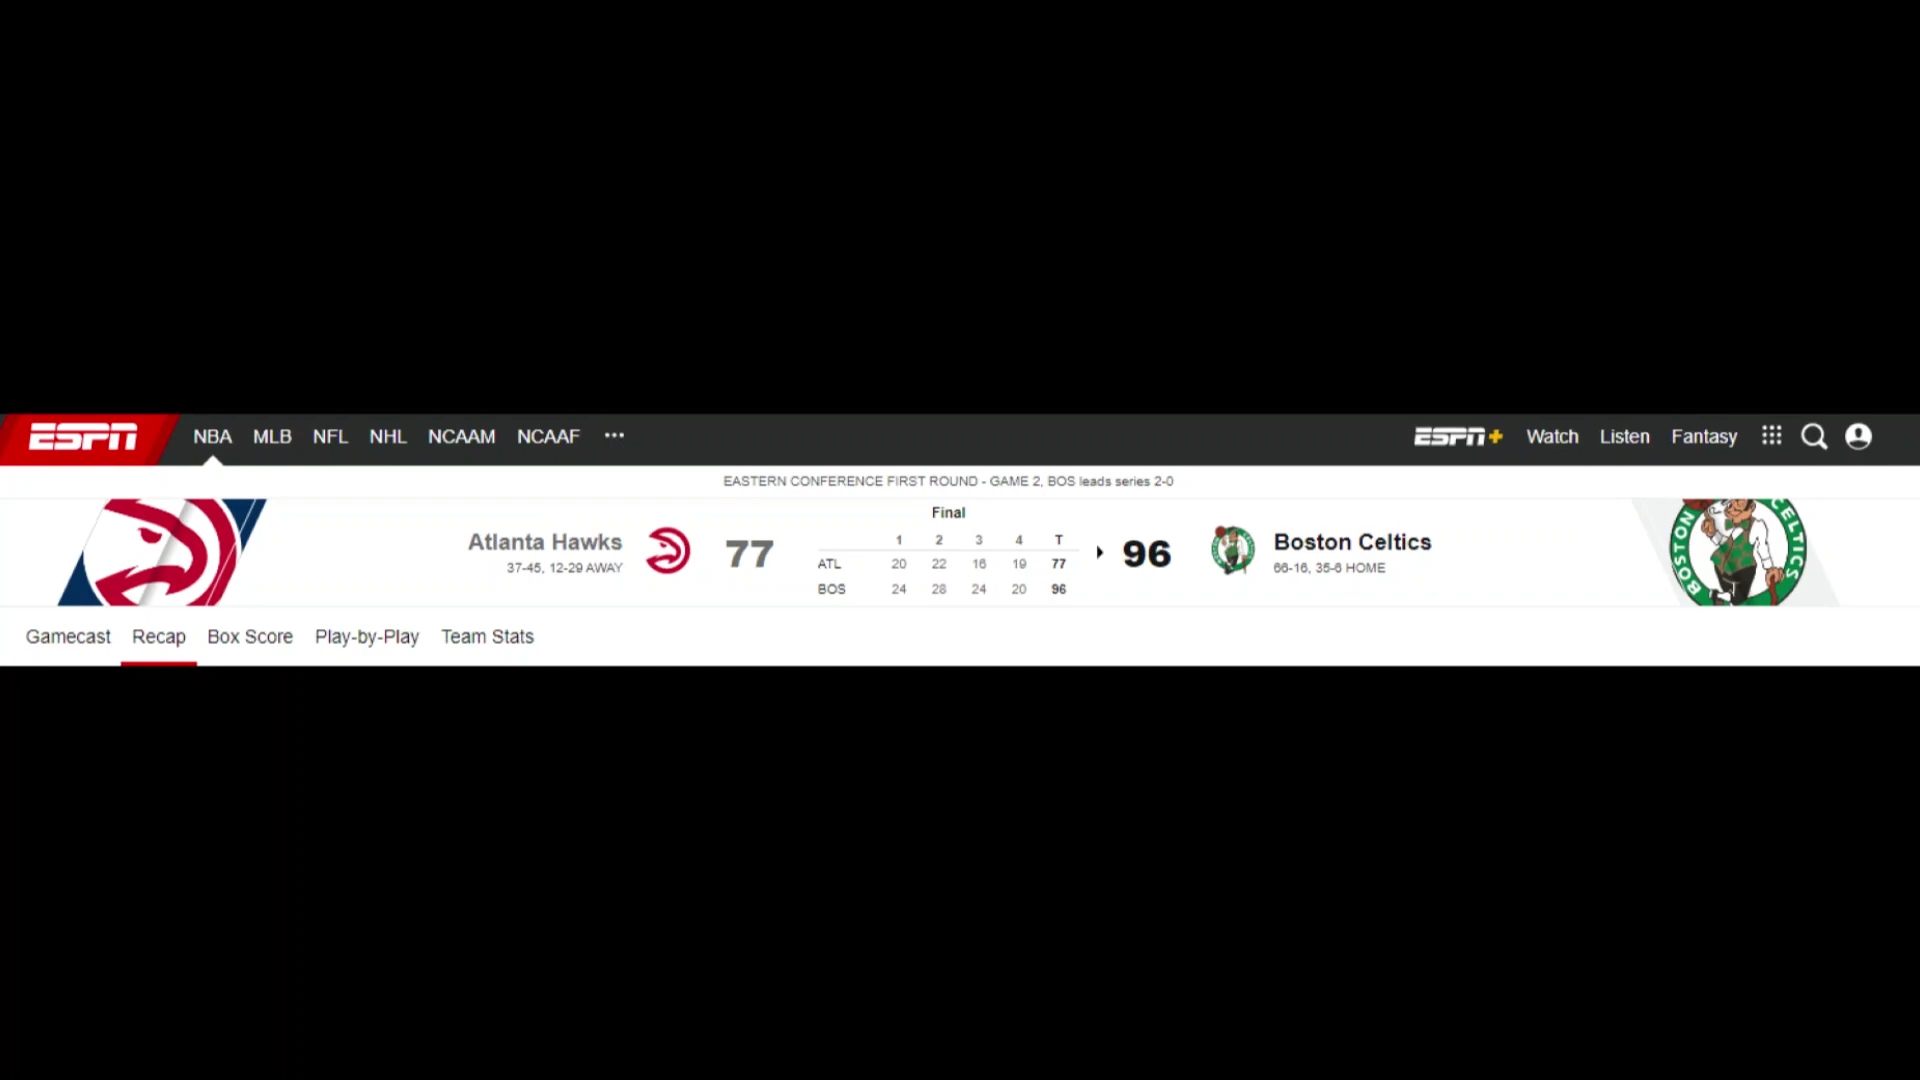 ESPN NBA MLB NFL NHL NCAAM NCAAF ... ESPN+ Watch Listen Fantasy
EASTERN CONFERENCE FIRST ROUND - GAME 2, BOS leads series 2-0
Final
Atlanta Hawks
37-45, 12-29 AWAY
77
1 2 3 4 T
ATL 20 22 16 19 77
BOS 24 28 24 20 96
96
Boston Celtics
66-16, 35-6 HOME
BOSTON CELTICS
Gamecast Recap Box Score Play-by-Play Team Stats